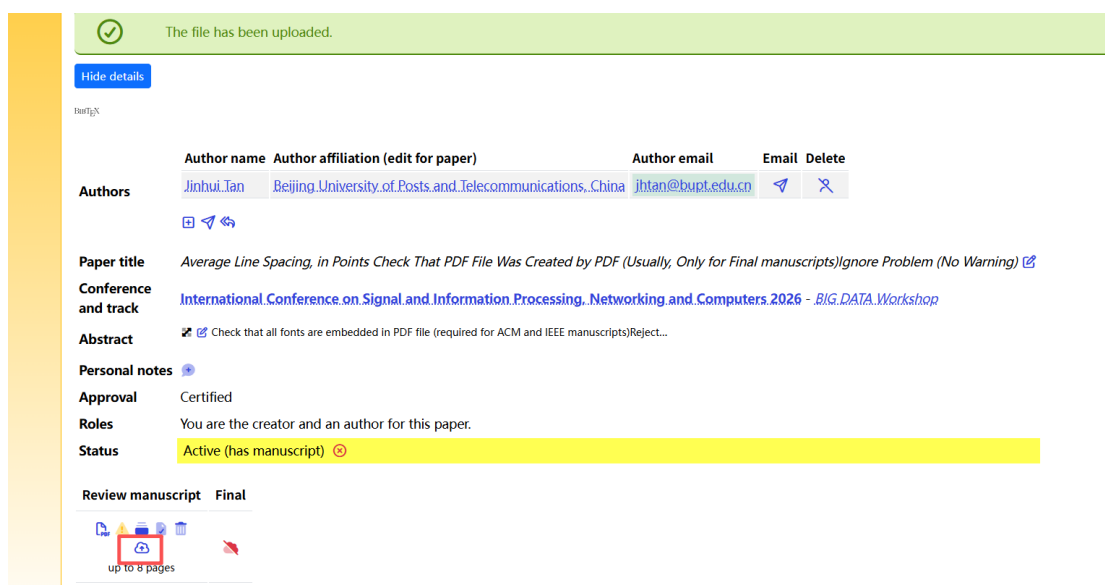 The file has been uploaded.
Hide details
BIBTEX
Author name Author affiliation (edit for paper) Author email Email Delete
Authors Jinhui Tan Beijing University of Posts and Telecommunications, China jhtan@bupt.edu.cn
Paper title Average Line Spacing, in Points Check That PDF File Was Created by PDF (Usually, Only for Final manuscripts)Ignore Problem (No Warning)
Conference and track International Conference on Signal and Information Processing, Networking and Computers 2026 - BIG DATA Workshop
Abstract Check that all fonts are embedded in PDF file (required for ACM and IEEE manuscripts)Reject...
Personal notes
Approval Certified
Roles You are the creator and an author for this paper.
Status Active (has manuscript)
Review manuscript Final
PDF
up to 8 pages